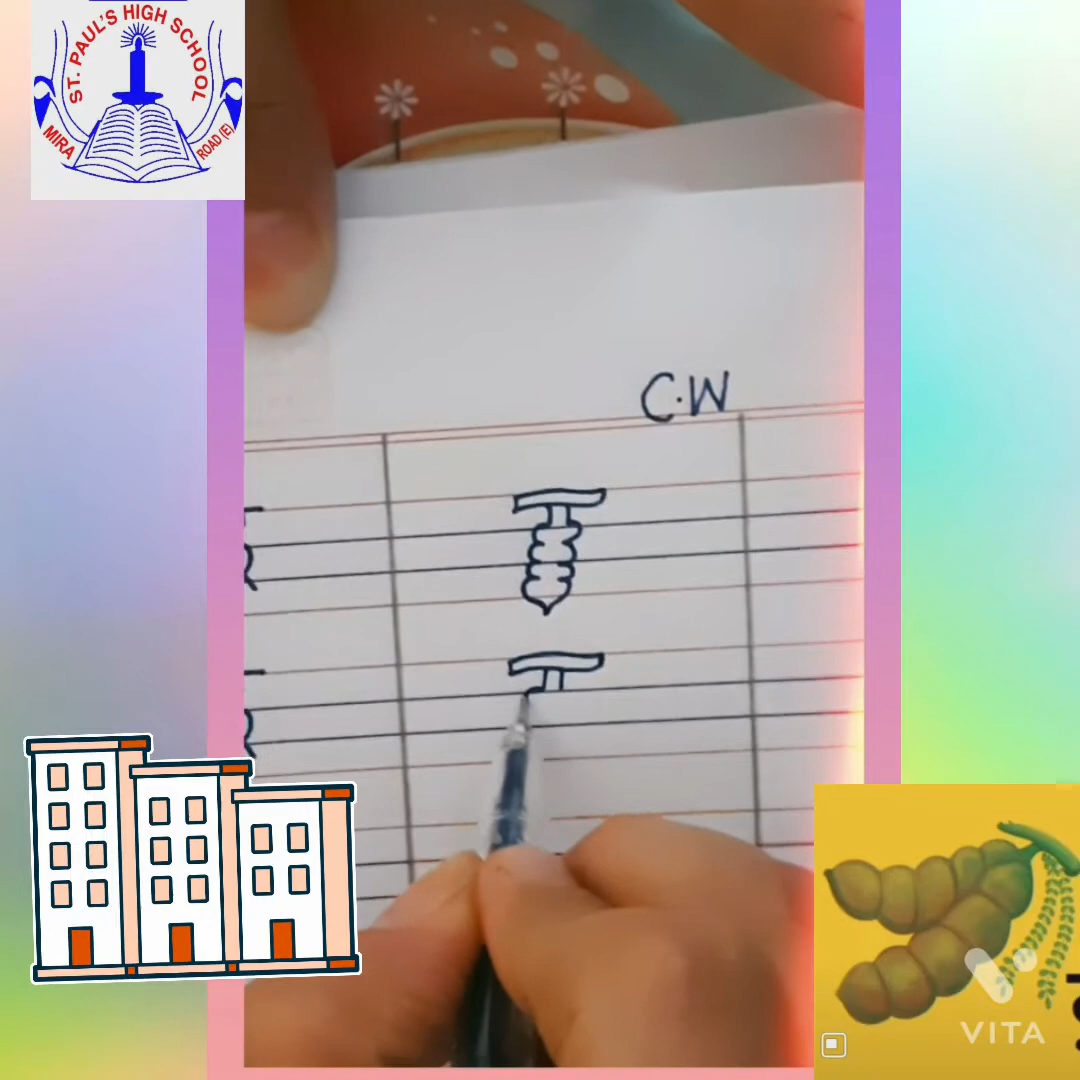 ST. PAUL'S HIGH SCHOOL
MIRA ROAD (E)
C.W
R
R
VITA